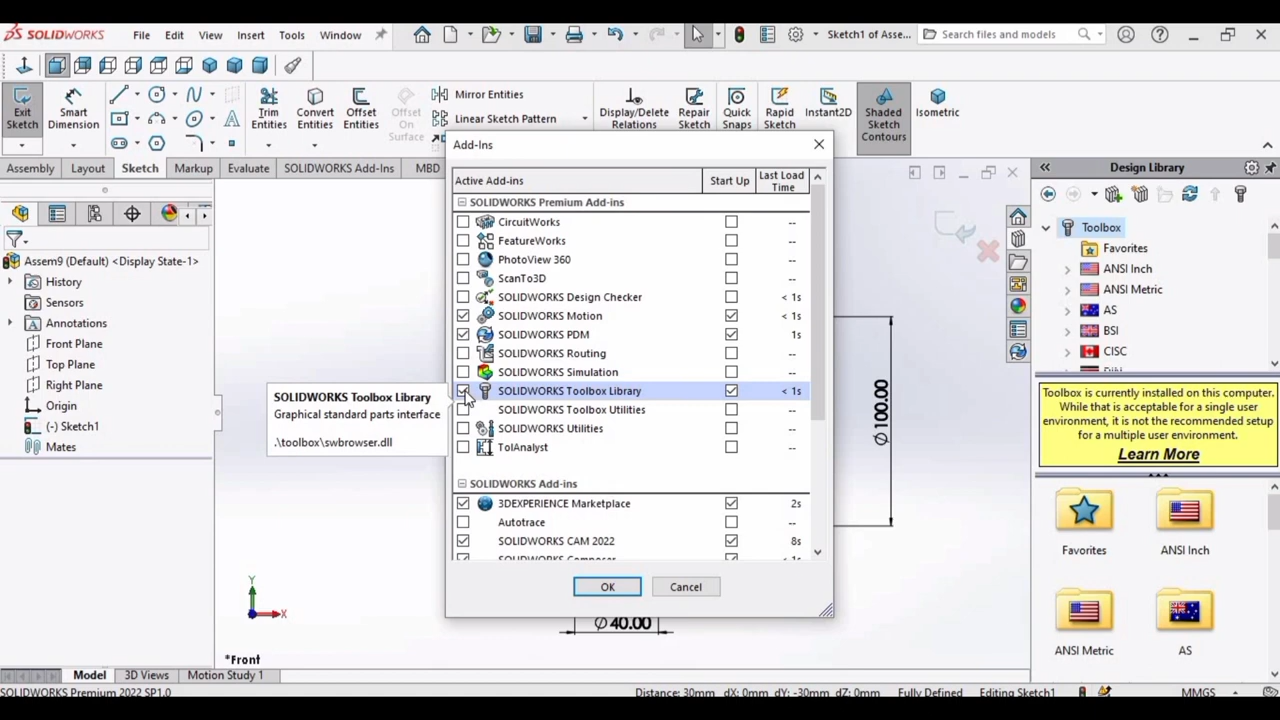 SOLIDWORKS File Edit View Insert Tools Window Sketch1 of Asse... Search files and models
Exit Sketch
Smart Dimension
Trim Entities
Convert Entities
Offset Entities
Offset On Surface
Mirror Entities
Linear Sketch Pattern
Display/Delete Relations
Repair Sketch
Quick Snaps
Rapid Sketch
Instant2D
Shaded Sketch Contours
Isometric
Assembly Layout Sketch Markup Evaluate SOLIDWORKS Add-Ins MBD
Assem9 (Default) <Display State-1>
History
Sensors
Annotations
Front Plane
Top Plane
Right Plane
Origin
(-) Sketch1
Mates
SOLIDWORKS Toolbox Library
Graphical standard parts interface
.\toolbox\swbrowser.dll
Add-Ins
Active Add-ins Start Up Last Load Time
SOLIDWORKS Premium Add-ins
CircuitWorks --
FeatureWorks --
PhotoView 360 --
ScanTo3D --
SOLIDWORKS Design Checker < 1s
SOLIDWORKS Motion < 1s
SOLIDWORKS PDM 1s
SOLIDWORKS Routing --
SOLIDWORKS Simulation --
SOLIDWORKS Toolbox Library < 1s
SOLIDWORKS Toolbox Utilities --
SOLIDWORKS Utilities --
TolAnalyst --
SOLIDWORKS Add-ins
3DEXPERIENCE Marketplace 2s
Autotrace --
SOLIDWORKS CAM 2022 8s
SOLIDWORKS Composer < 1s
OK Cancel
Ø100.00
Ø40.00
Y
X
*Front
Design Library
Toolbox
Favorites
ANSI Inch
ANSI Metric
AS
BSI
CISC
Toolbox is currently installed on this computer.
While that is acceptable for a single user
environment, it is not the recommended setup
for a multiple user environment.
Learn More
Favorites ANSI Inch
ANSI Metric AS
Model 3D Views Motion Study 1
SOLIDWORKS Premium 2022 SP1.0 Distance: 30mm dX: 0mm dY: -30mm dZ: 0mm Fully Defined Editing Sketch1 MMGS